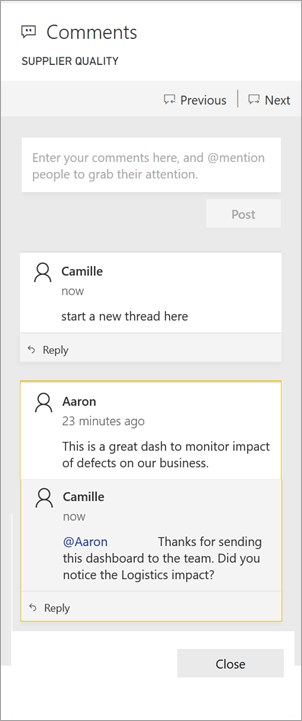 Comments
SUPPLIER QUALITY
Previous
Next
Enter your comments here, and @mention
people to grab their attention.
Post
Camille
now
start a new thread here
Reply
Aaron
23 minutes ago
This is a great dash to monitor impact
of defects on our business.
Camille
now
@Aaron Thanks for sending
this dashboard to the team. Did you
notice the Logistics impact?
Reply
Close